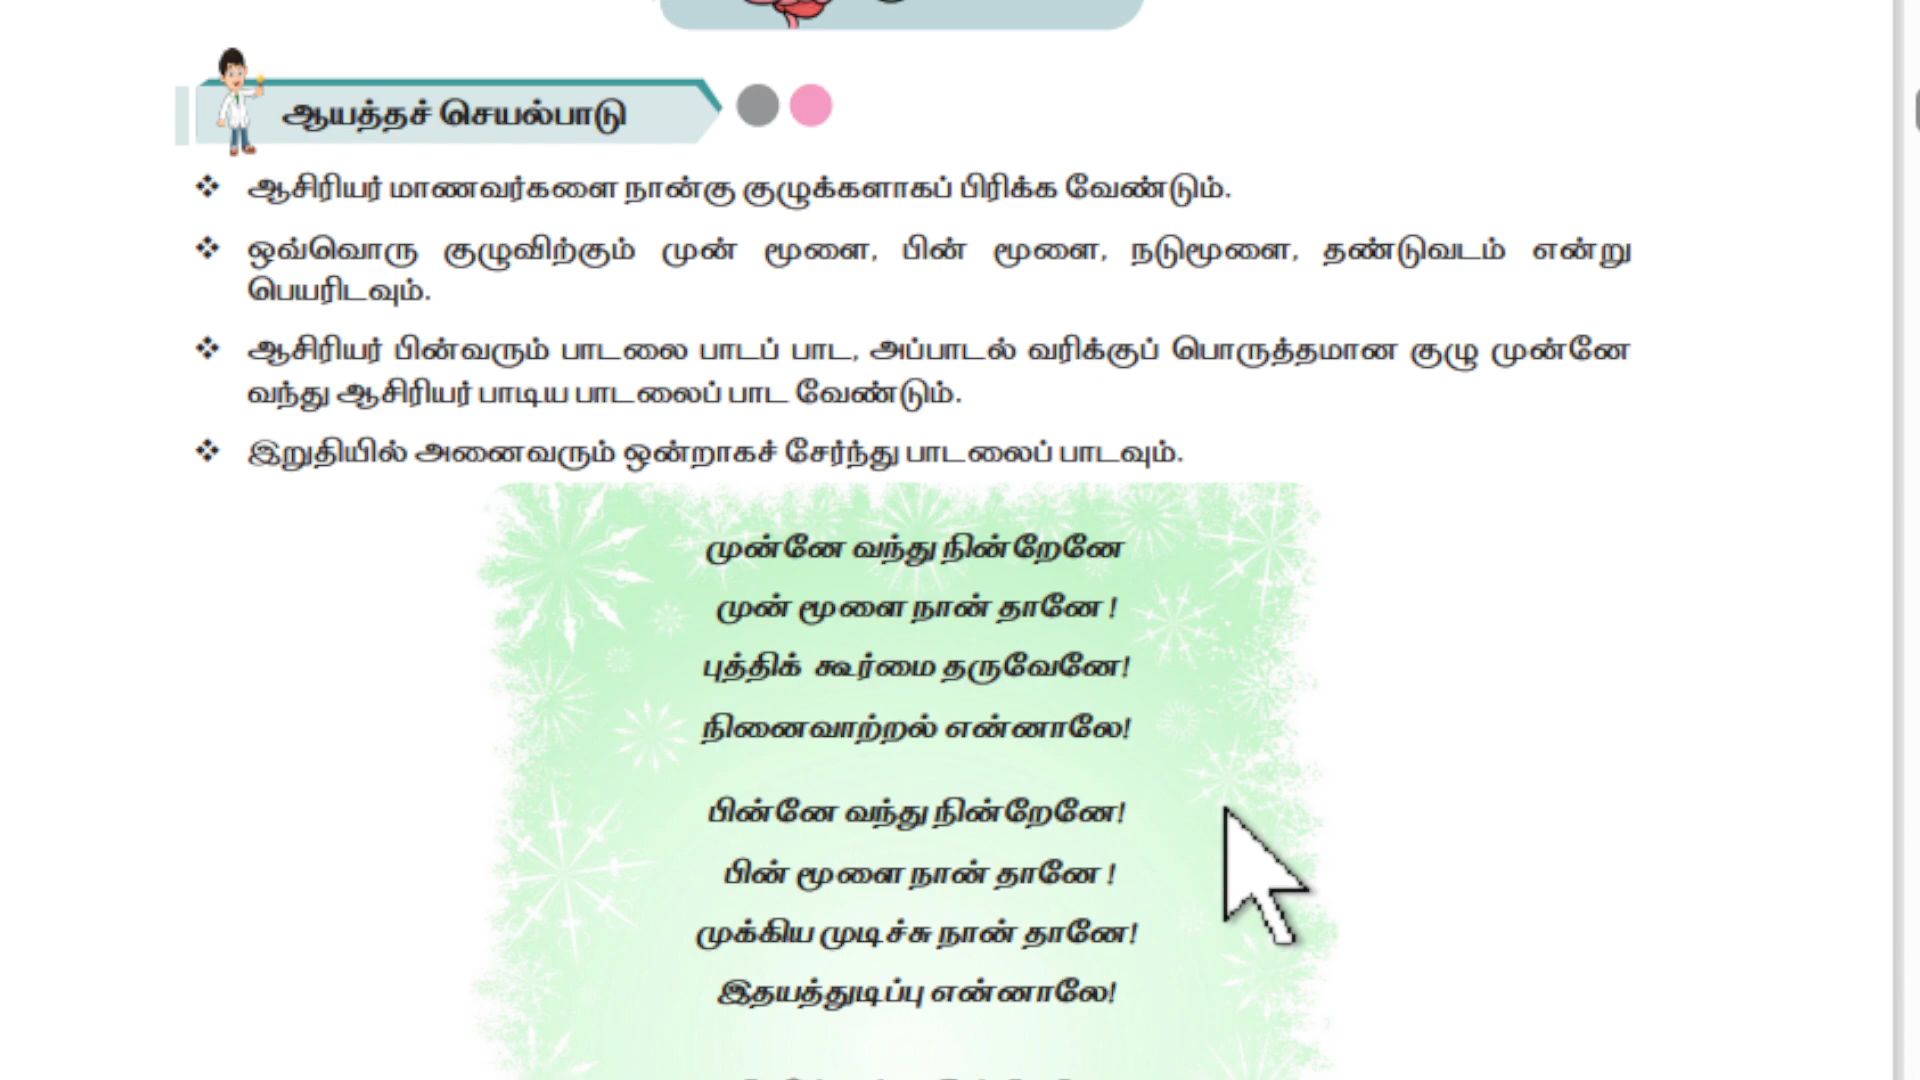 ஆயத்தச் செயல்பாடு
❖ ஆசிரியர் மாணவர்களை நான்கு குழுக்களாகப் பிரிக்க வேண்டும்.
❖ ஒவ்வொரு குழுவிற்கும் முன் மூளை, பின் மூளை, நடுமூளை, தண்டுவடம் என்று
பெயரிடவும்.
❖ ஆசிரியர் பின்வரும் பாடலை பாடப் பாட, அப்பாடல் வரிக்குப் பொருத்தமான குழு முன்னே
வந்து ஆசிரியர் பாடிய பாடலைப் பாட வேண்டும்.
❖ இறுதியில் அனைவரும் ஒன்றாகச் சேர்ந்து பாடலைப் பாடவும்.
முன்னே வந்து நின்றேனே
முன் மூளை நான் தானே !
புத்திக் கூர்மை தருவேனே!
நினைவாற்றல் என்னாலே!
பின்னே வந்து நின்றேனே!
பின் மூளை நான் தானே !
முக்கிய முடிச்சு நான் தானே!
இதயத்துடிப்பு என்னாலே!